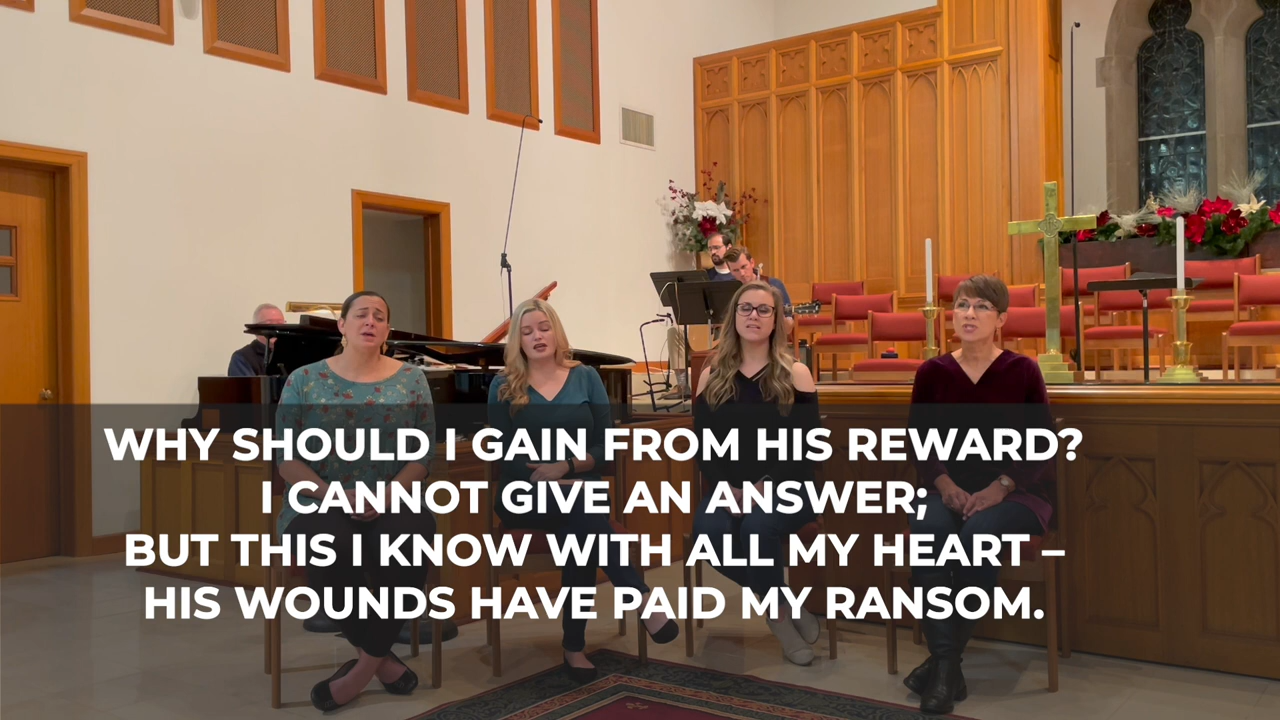 WHY SHOULD I GAIN FROM HIS REWARD?
I CANNOT GIVE AN ANSWER;
BUT THIS I KNOW WITH ALL MY HEART –
HIS WOUNDS HAVE PAID MY RANSOM.